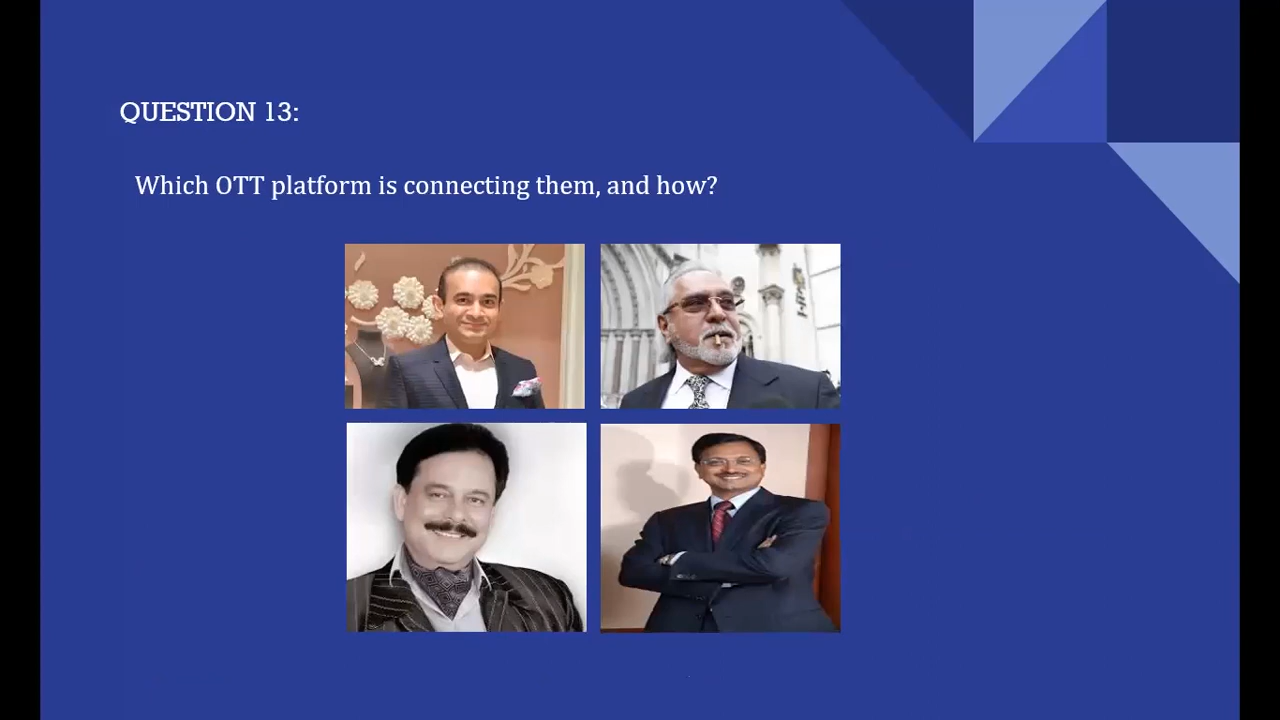 QUESTION 13:
Which OTT platform is connecting them, and how?